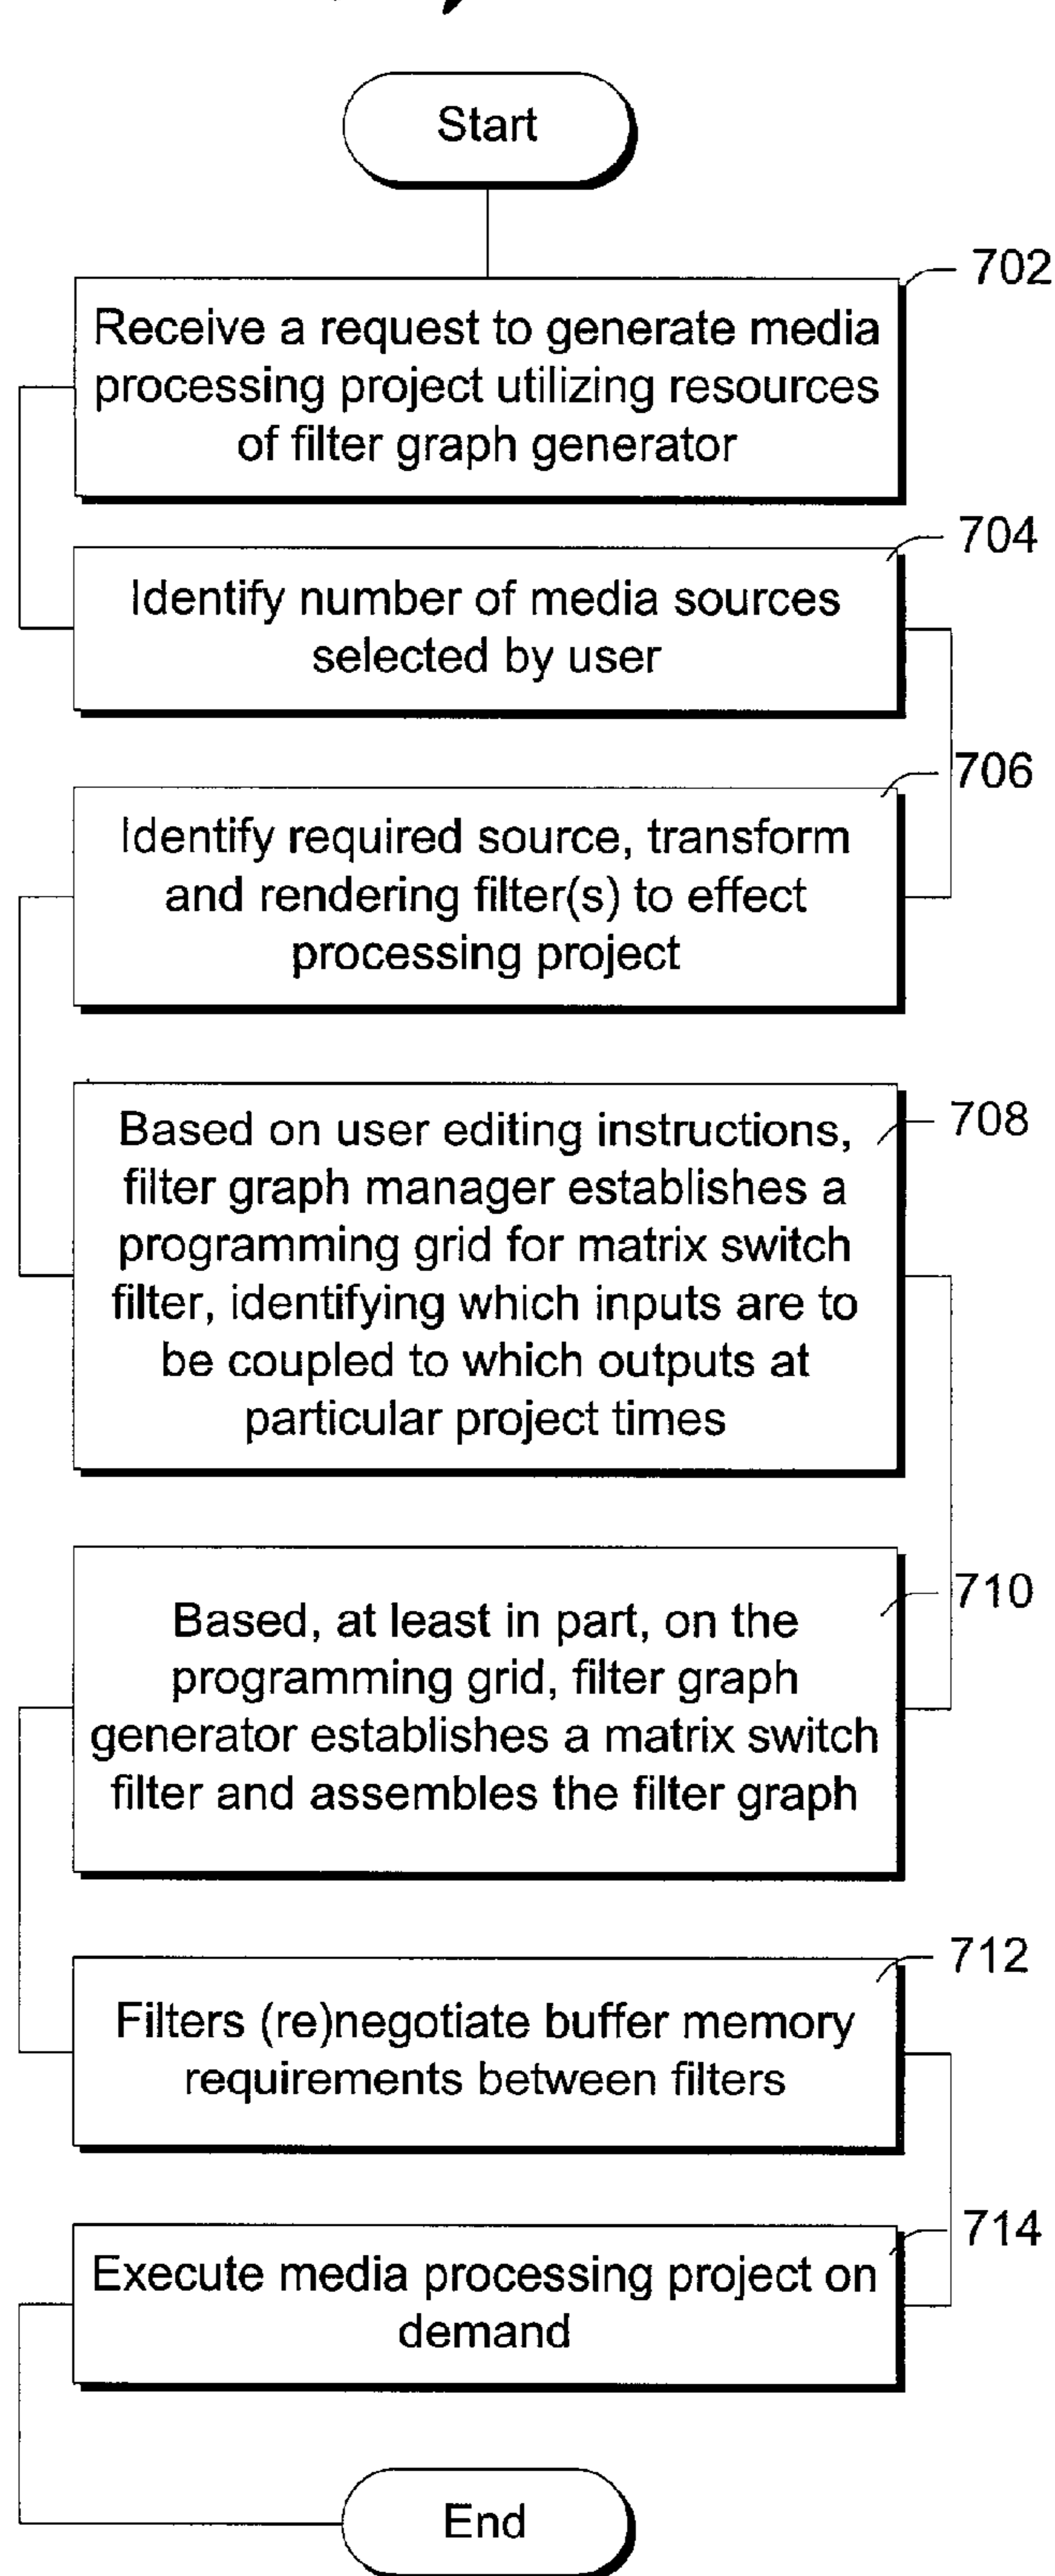 Start
702
Receive a request to generate media
processing project utilizing resources
of filter graph generator
704
Identify number of media sources
selected by user
706
Identify required source, transform
and rendering filter(s) to effect
processing project
708
Based on user editing instructions,
filter graph manager establishes a
programming grid for matrix switch
filter, identifying which inputs are to
be coupled to which outputs at
particular project times
710
Based, at least in part, on the
programming grid, filter graph
generator establishes a matrix switch
filter and assembles the filter graph
712
Filters (re)negotiate buffer memory
requirements between filters
714
Execute media processing project on
demand
End